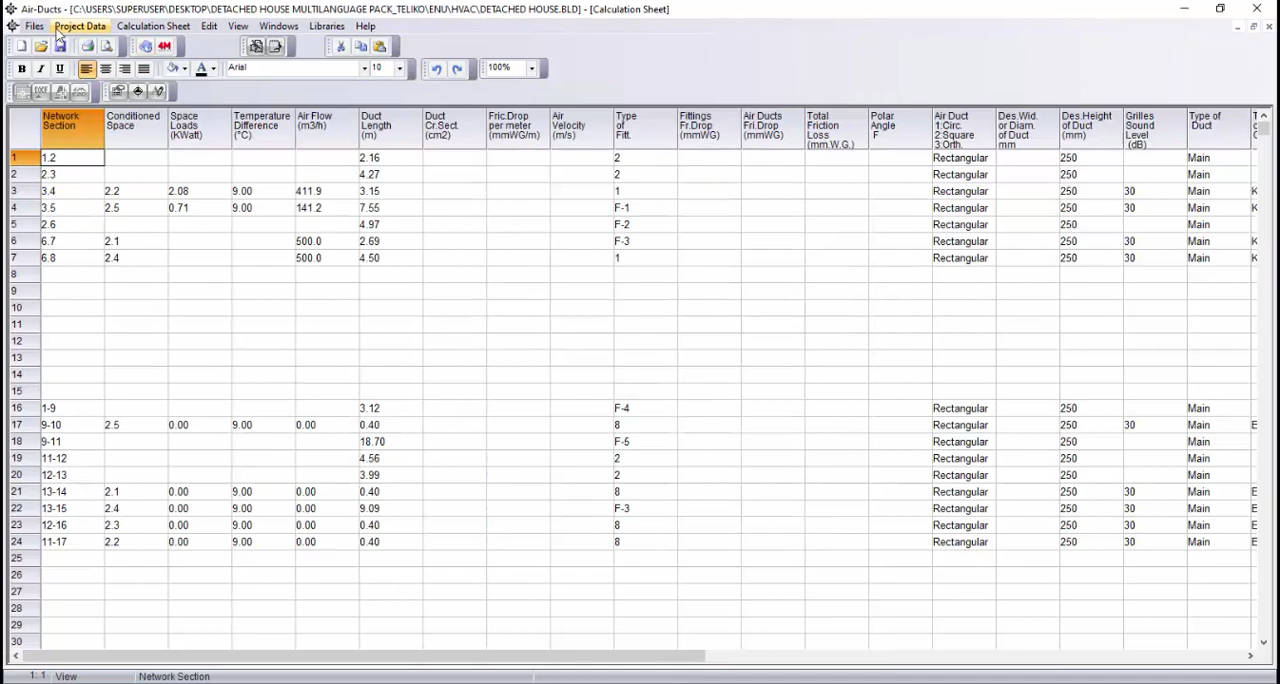 Air-Ducts - [C:\USERS\SUPERUSER\DESKTOP\DETACHED HOUSE MULTILANGUAGE PACK_TELIKO\ENU\HVAC\DETACHED HOUSE.BLD] - [Calculation Sheet]
Files Project Data Calculation Sheet Edit View Windows Libraries Help
4M
B I U Arial 10 100%
Network Section Conditioned Space Space Loads (KWatt) Temperature Difference (°C) Air Flow (m3/h) Duct Length (m) Duct Cr.Sect. (cm2) Fric.Drop per meter (mmWG/m) Air Velocity (m/s) Type of Fitt. Fittings Fr.Drop (mmWG) Air Ducts Fri.Drop (mmWG) Total Friction Loss (mm.W.G.) Polar Angle F Air Duct 1:Circ. 2:Square 3:Orth. Des.Wid. or Diam. of Duct mm Des.Height of Duct (mm) Grilles Sound Level (dB) Type of Duct
1 1.2 2.16 2 Rectangular 250 Main
2 2.3 4.27 2 Rectangular 250 Main
3 3.4 2.2 2.08 9.00 411.9 3.15 1 Rectangular 250 30 Main K
4 3.5 2.5 0.71 9.00 141.2 7.55 F-1 Rectangular 250 30 Main K
5 2.6 4.97 F-2 Rectangular 250 Main
6 6.7 2.1 500.0 2.69 F-3 Rectangular 250 30 Main K
7 6.8 2.4 500.0 4.50 1 Rectangular 250 30 Main K
8
9
10
11
12
13
14
15
16 1-9 3.12 F-4 Rectangular 250 Main
17 9-10 2.5 0.00 9.00 0.00 0.40 8 Rectangular 250 30 Main E
18 9-11 18.70 F-5 Rectangular 250 Main
19 11-12 4.56 2 Rectangular 250 Main
20 12-13 3.99 2 Rectangular 250 Main
21 13-14 2.1 0.00 9.00 0.00 0.40 8 Rectangular 250 30 Main E
22 13-15 2.4 0.00 9.00 0.00 9.09 F-3 Rectangular 250 30 Main E
23 12-16 2.3 0.00 9.00 0.00 0.40 8 Rectangular 250 30 Main E
24 11-17 2.2 0.00 9.00 0.00 0.40 8 Rectangular 250 30 Main E
25
26
27
28
29
30
1: 1 View Network Section